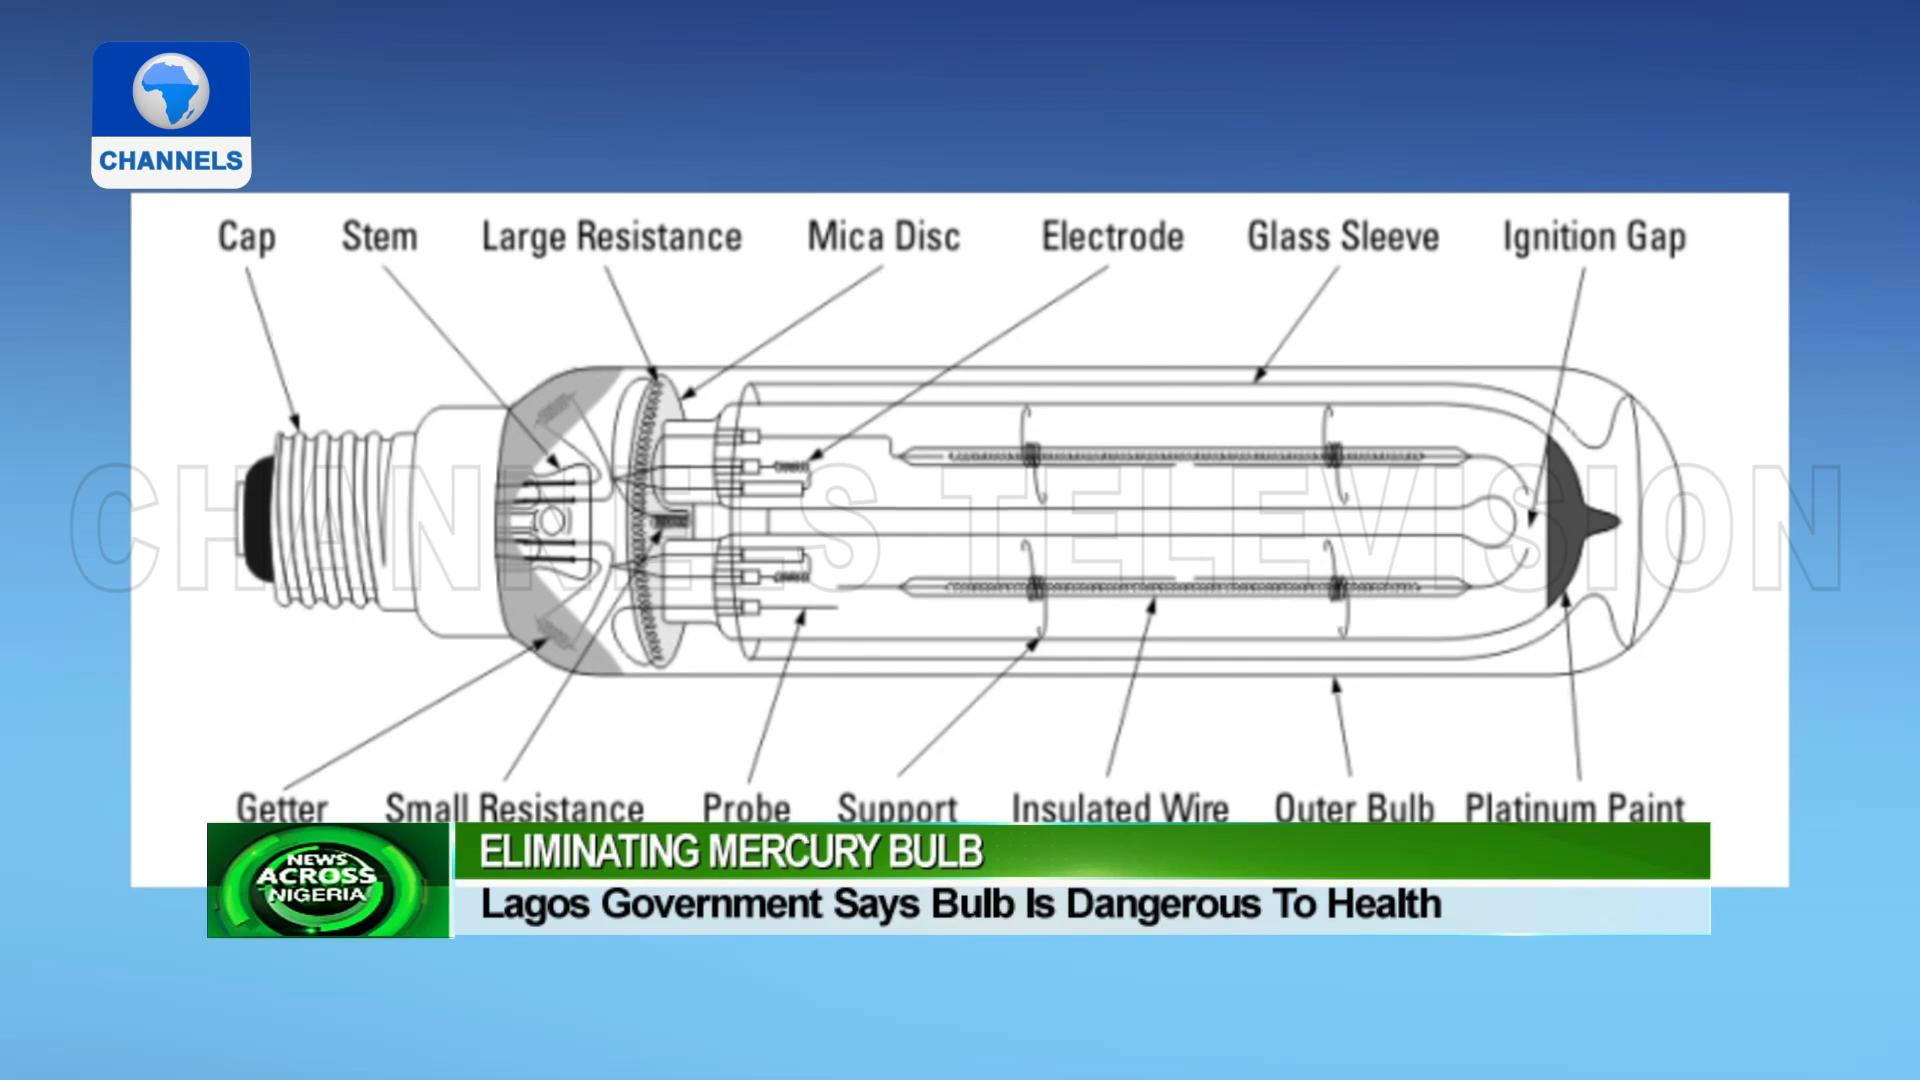 CHANNELS
Cap Stem Large Resistance Mica Disc Electrode Glass Sleeve Ignition Gap
CHANNELS TELEVISION
Getter Small Resistance Probe Support Insulated Wire Outer Bulb Platinum Paint
NEWS
ACROSS
NIGERIA
ELIMINATING MERCURY BULB
Lagos Government Says Bulb Is Dangerous To Health